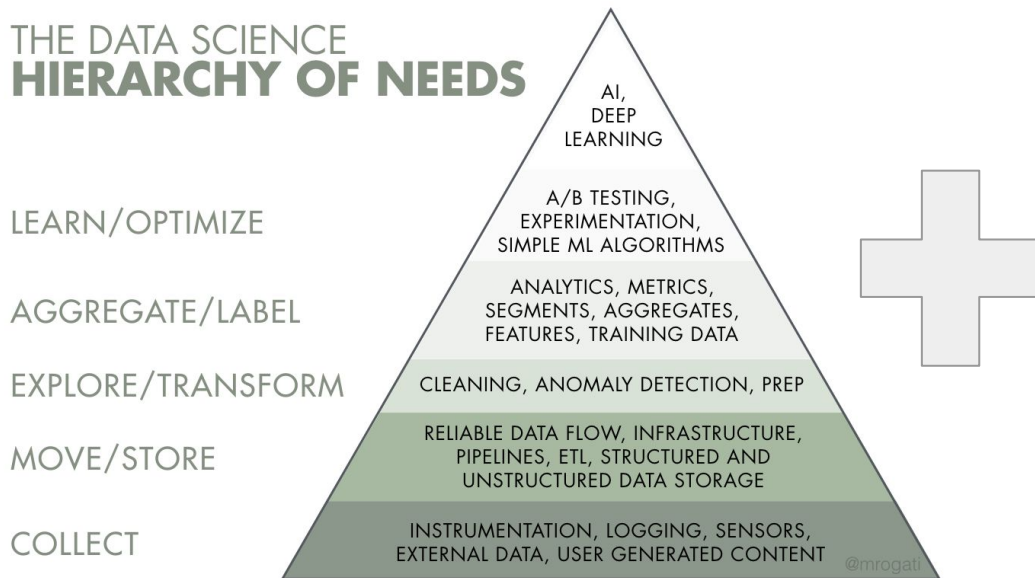 THE DATA SCIENCE
HIERARCHY OF NEEDS
AI,
DEEP
LEARNING
LEARN/OPTIMIZE
A/B TESTING,
EXPERIMENTATION,
SIMPLE ML ALGORITHMS
AGGREGATE/LABEL
ANALYTICS, METRICS,
SEGMENTS, AGGREGATES,
FEATURES, TRAINING DATA
EXPLORE/TRANSFORM
CLEANING, ANOMALY DETECTION, PREP
MOVE/STORE
RELIABLE DATA FLOW, INFRASTRUCTURE,
PIPELINES, ETL, STRUCTURED AND
UNSTRUCTURED DATA STORAGE
COLLECT
INSTRUMENTATION, LOGGING, SENSORS,
EXTERNAL DATA, USER GENERATED CONTENT
@mrogati